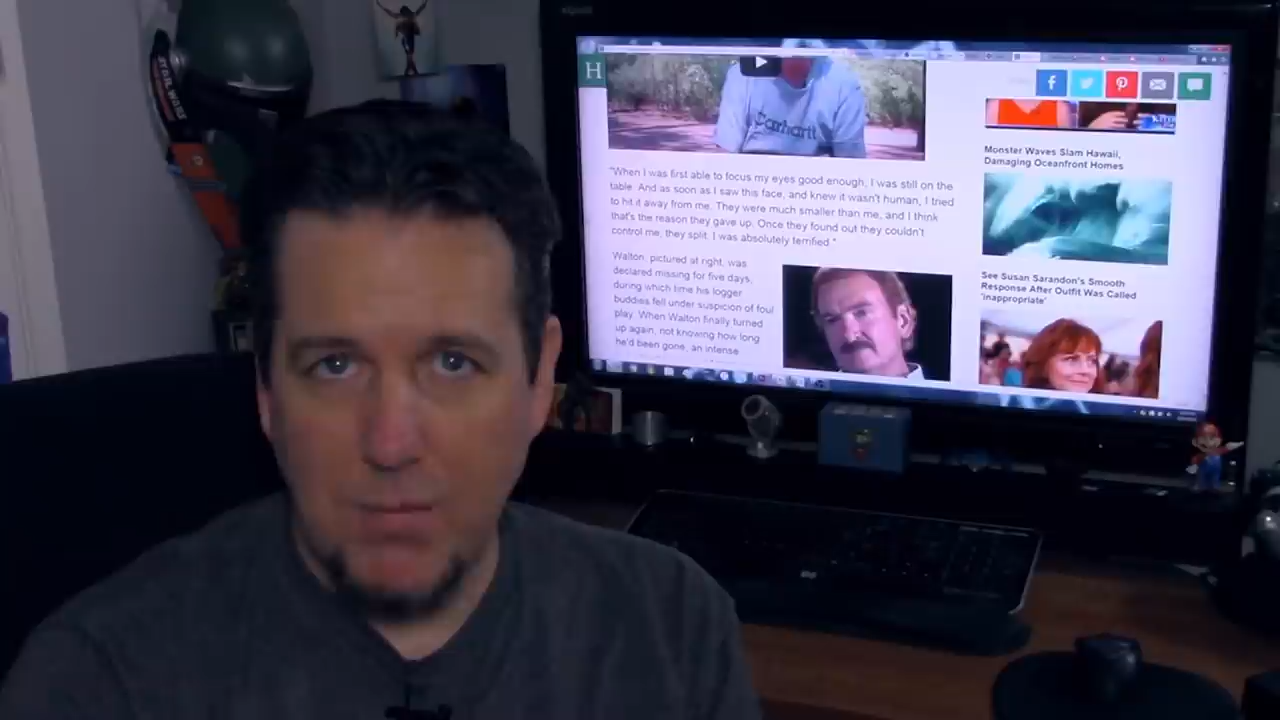 STAR WARS
H
f
Carhartt
"When I was first able to focus my eyes good enough, I was still on the
table. And as soon as I saw this face, and knew it wasn't human, I tried
to hit it away from me. They were much smaller than me, and I think
that's the reason they gave up. Once they found out they couldn't
control me, they split. I was absolutely terrified."
Walton, pictured at right, was
declared missing for five days,
during which time his logger
buddies fell under suspicion of foul
play. When Walton finally turned
up again, not knowing how long
he'd been gone, an intense
Monster Waves Slam Hawaii,
Damaging Oceanfront Homes
See Susan Sarandon's Smooth
Response After Outfit Was Called
'Inappropriate'